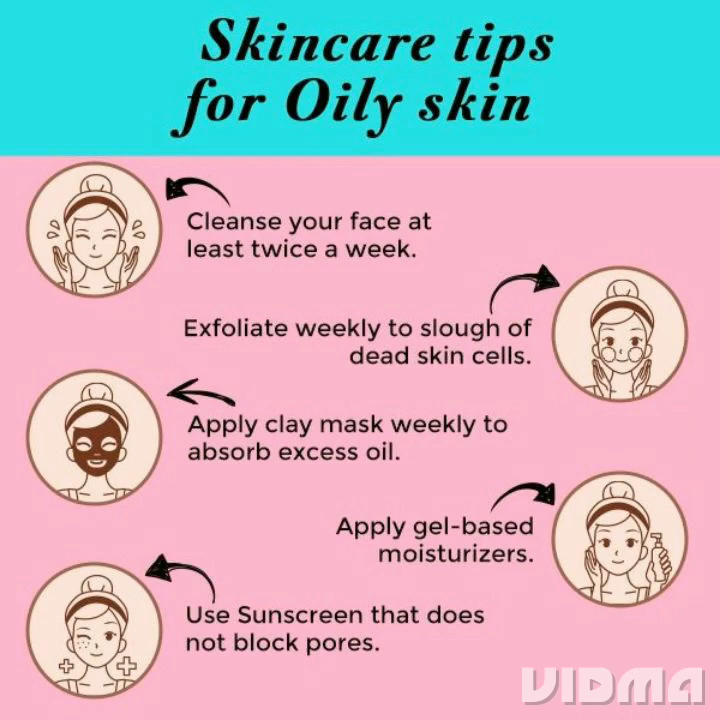 Skincare tips
for Oily skin
Cleanse your face at
least twice a week.
Exfoliate weekly to slough of
dead skin cells.
Apply clay mask weekly to
absorb excess oil.
Apply gel-based
moisturizers.
Use Sunscreen that does
not block pores.
VIDMA